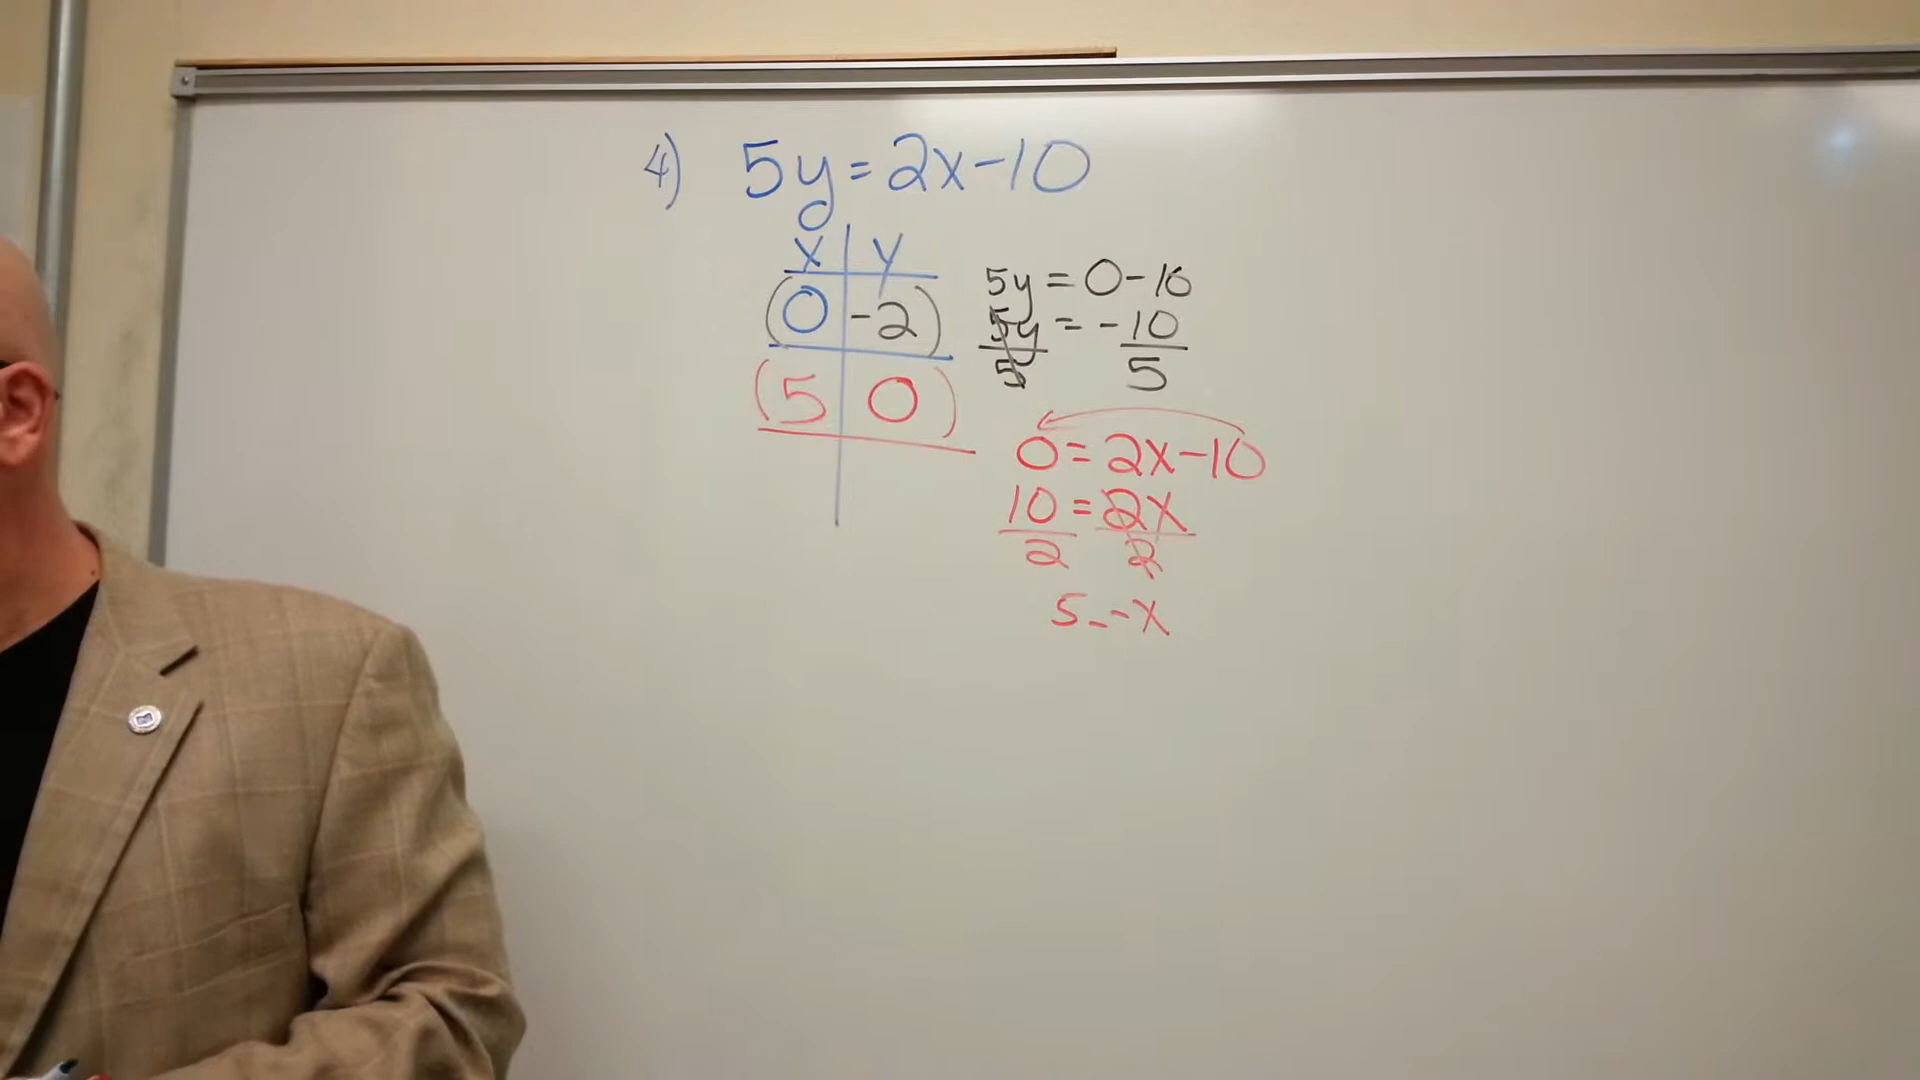 4) 5y=2x-10
x y
(0 -2)
(5 0)
5y=0-10
5y = -10
5 5
0=2x-10
10=2x
2 2
5=x